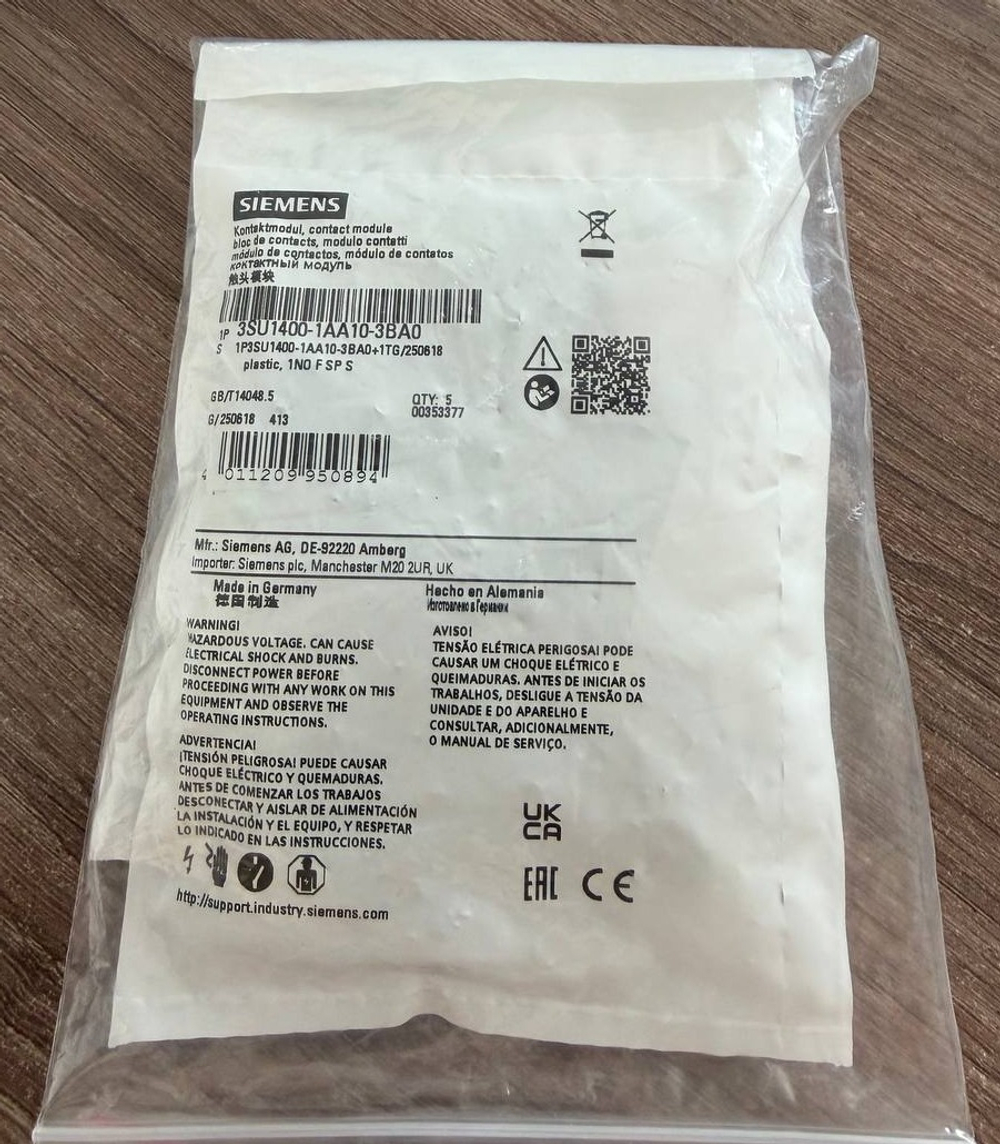 SIEMENS
Kontaktmodul, contact module
bloc de contacts, modulo contatti
módulo de contactos, módulo de contatos
контактный модуль
触头模块
1P 3SU1400-1AA10-3BA0
S 1P3SU1400-1AA10-3BA0+1TG/250618
plastic, 1NO F SP S
GB/T14048.5
QTY: 5
G/250618 413
00353377
4 011209 950894
Mfr.: Siemens AG, DE-92220 Amberg
Importer: Siemens plc, Manchester M20 2UR, UK
Made in Germany
德国制造
Hecho en Alemania
Изготовлено в Германии
WARNING!
HAZARDOUS VOLTAGE. CAN CAUSE
ELECTRICAL SHOCK AND BURNS.
DISCONNECT POWER BEFORE
PROCEEDING WITH ANY WORK ON THIS
EQUIPMENT AND OBSERVE THE
OPERATING INSTRUCTIONS.
ADVERTENCIA!
¡TENSIÓN PELIGROSA! PUEDE CAUSAR
CHOQUE ELÉCTRICO Y QUEMADURAS.
ANTES DE COMENZAR LOS TRABAJOS
DESCONECTAR Y AISLAR DE ALIMENTACIÓN
LA INSTALACIÓN Y EL EQUIPO, Y RESPETAR
LO INDICADO EN LAS INSTRUCCIONES.
http://support.industry.siemens.com
AVISO!
TENSÃO ELÉTRICA PERIGOSA! PODE
CAUSAR UM CHOQUE ELÉTRICO E
QUEIMADURAS. ANTES DE INICIAR OS
TRABALHOS, DESLIGUE A TENSÃO DA
UNIDADE E DO APARELHO E
CONSULTAR, ADICIONALMENTE,
O MANUAL DE SERVIÇO.
UK
CA
EAC CE